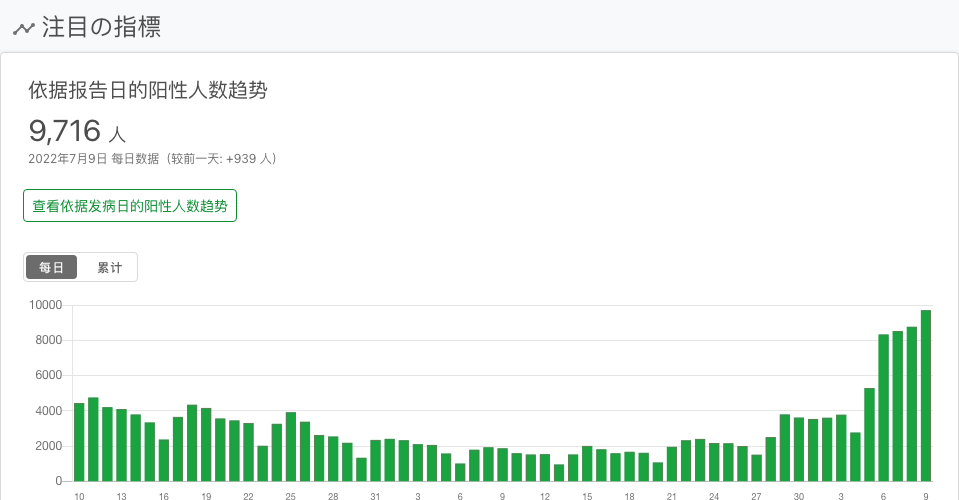 注目の指標
依据报告日的阳性人数趋势
9,716 人
2022年7月9日 每日数据（较前一天: +939 人）
查看依据发病日的阳性人数趋势
每日 累计
10000
8000
6000
4000
2000
0
10 13 16 19 22 25 28 31 3 6 9 12 15 18 21 24 27 30 3 6 9